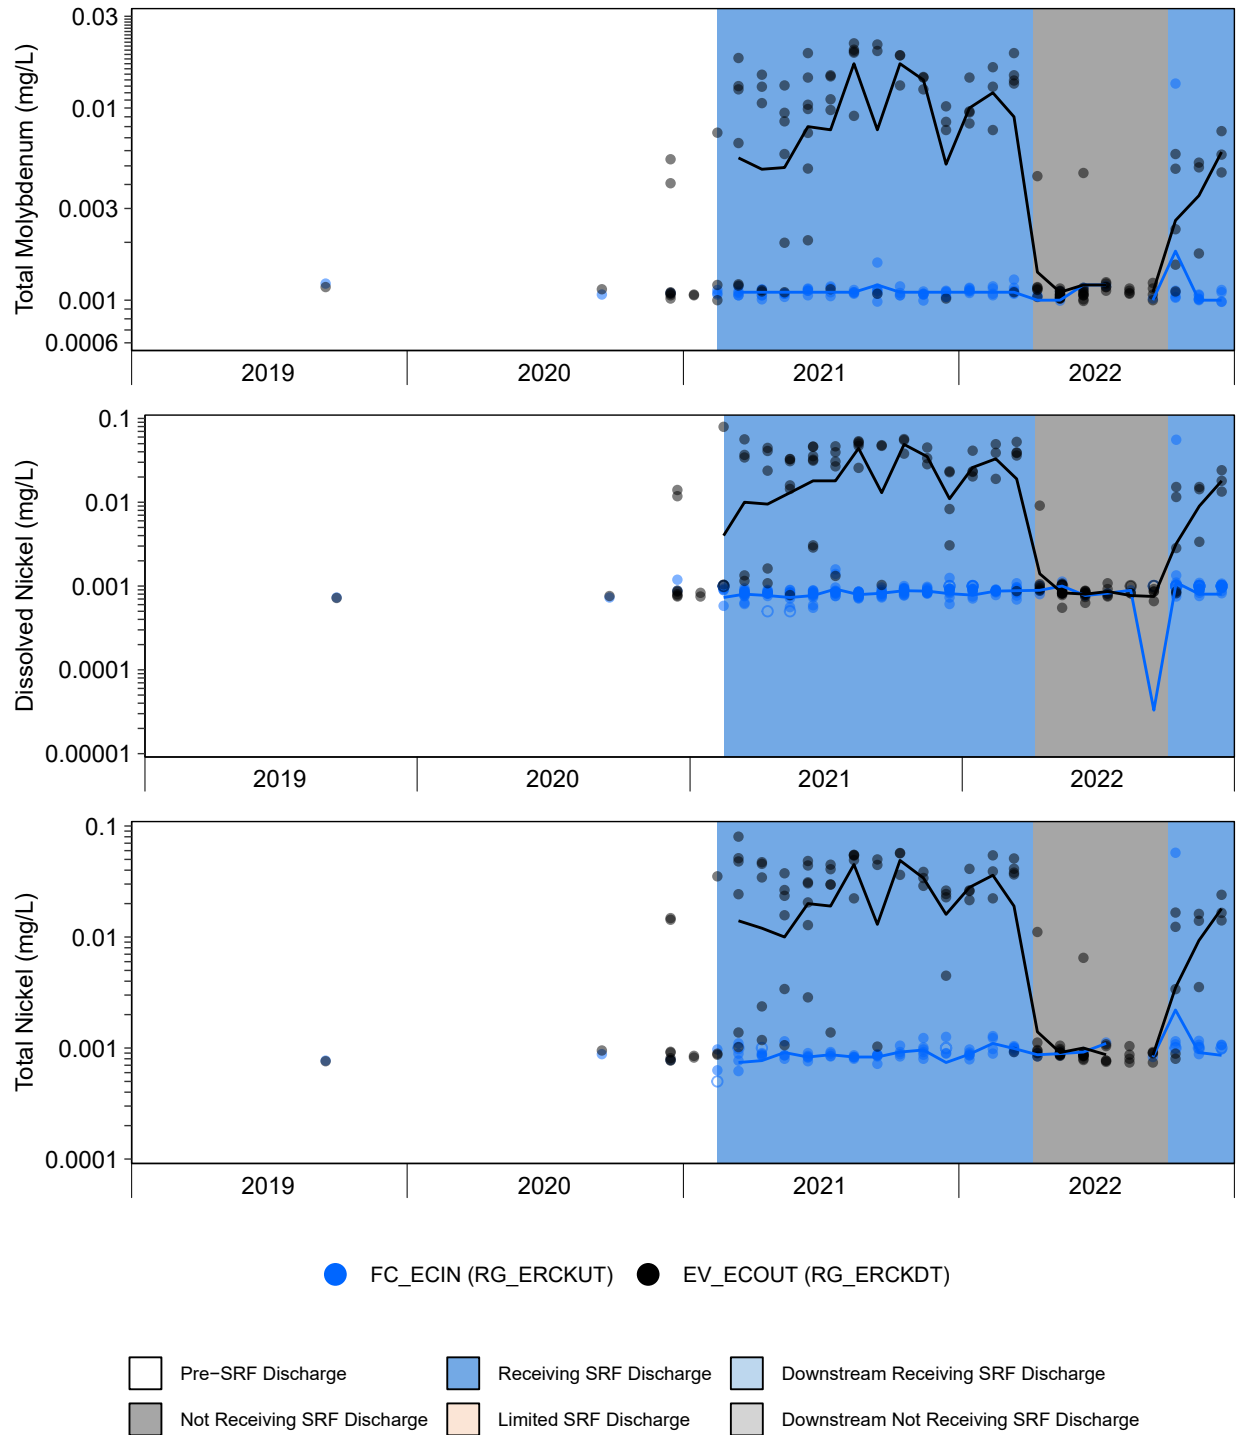 Total Molybdenum (mg/L)
0.03
0.01
0.003
0.001
0.0006
2019 2020 2021 2022
Dissolved Nickel (mg/L)
0.1
0.01
0.001
0.0001
0.00001
2019 2020 2021 2022
Total Nickel (mg/L)
0.1
0.01
0.001
0.0001
2019 2020 2021 2022
FC_ECIN (RG_ERCKUT) EV_ECOUT (RG_ERCKDT)
Pre−SRF Discharge Receiving SRF Discharge Downstream Receiving SRF Discharge
Not Receiving SRF Discharge Limited SRF Discharge Downstream Not Receiving SRF Discharge